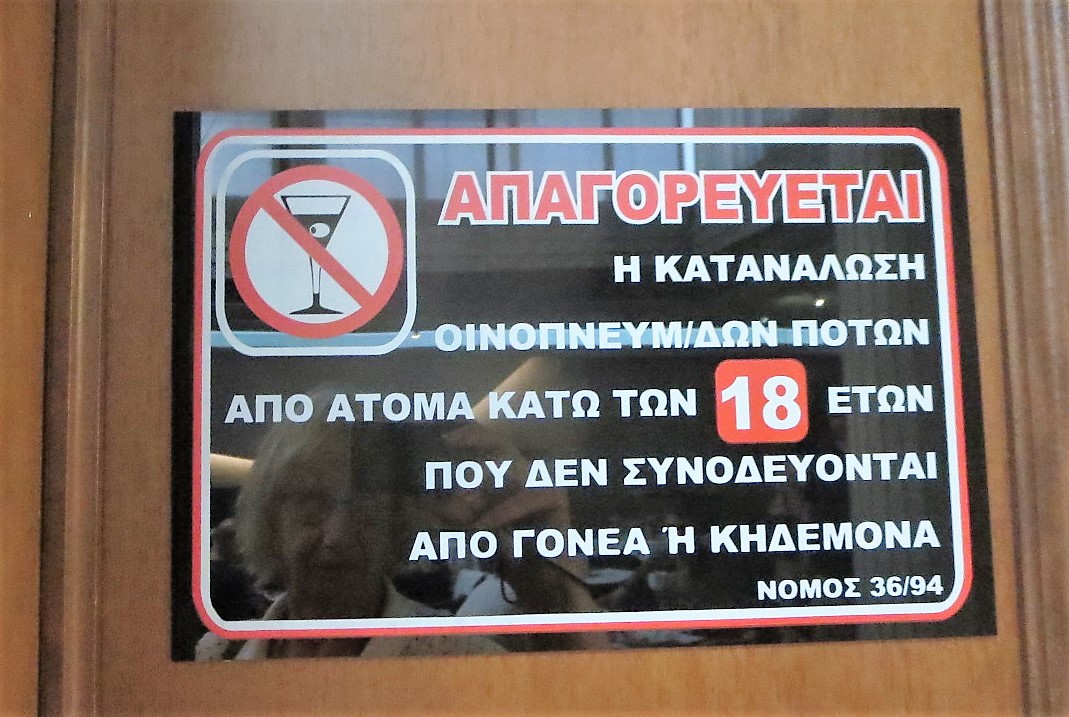 ΑΠΑΓΟΡΕΥΕΤΑΙ
Η ΚΑΤΑΝΑΛΩΣΗ
ΟΙΝΟΠΝΕΥΜ/ΔΩΝ ΠΟΤΩΝ
ΑΠΟ ΑΤΟΜΑ ΚΑΤΩ ΤΩΝ 18 ΕΤΩΝ
ΠΟΥ ΔΕΝ ΣΥΝΟΔΕΥΟΝΤΑΙ
ΑΠΟ ΓΟΝΕΑ Ή ΚΗΔΕΜΟΝΑ
ΝΟΜΟΣ 36/94